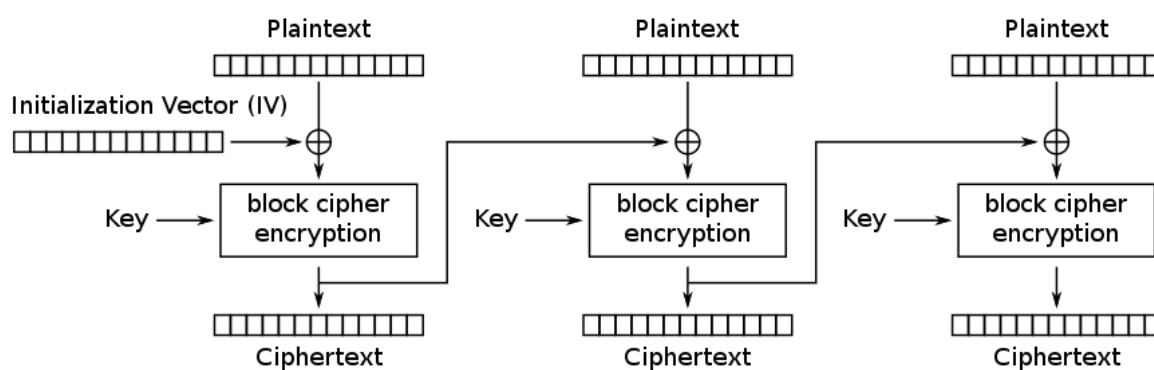 Plaintext
Plaintext
Plaintext
Initialization Vector (IV)
Key
block cipher
encryption
Key
block cipher
encryption
Key
block cipher
encryption
Ciphertext
Ciphertext
Ciphertext